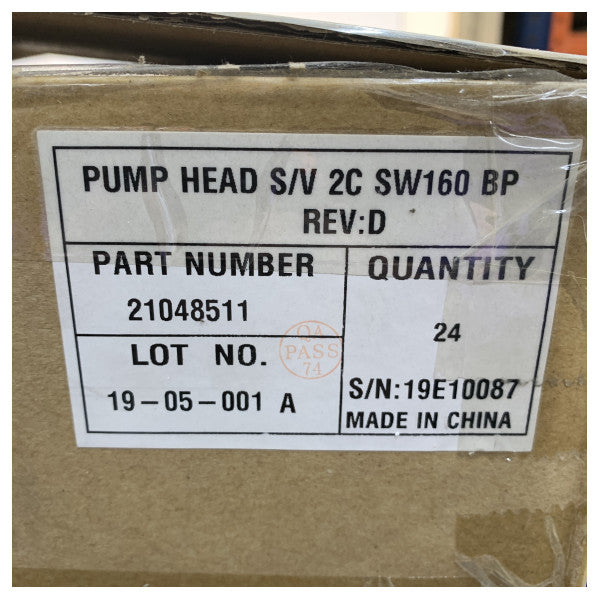 PUMP HEAD S/V 2C SW160 BP
REV:D
PART NUMBER
21048511
QUANTITY
24
LOT NO.
19-05-001 A
QA
PASS
74
S/N:19E10087
MADE IN CHINA